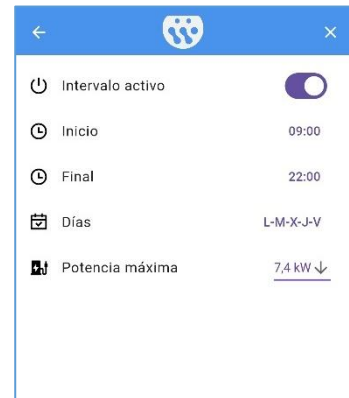 Intervalo activo
Inicio 09:00
Final 22:00
Días L-M-X-J-V
Potencia máxima 7,4 kW